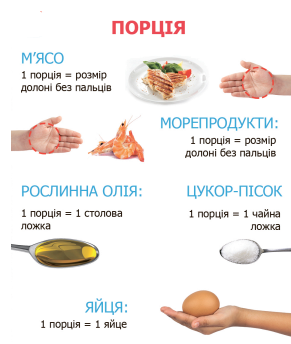 ПОРЦІЯ
М'ЯСО
1 порція = розмір
долоні без пальців
МОРЕПРОДУКТИ:
1 порція = розмір
долоні без пальців
РОСЛИННА ОЛІЯ:
1 порція = 1 столова
ложка
ЦУКОР-ПІСОК
1 порція = 1 чайна
ложка
ЯЙЦЯ:
1 порція = 1 яйце